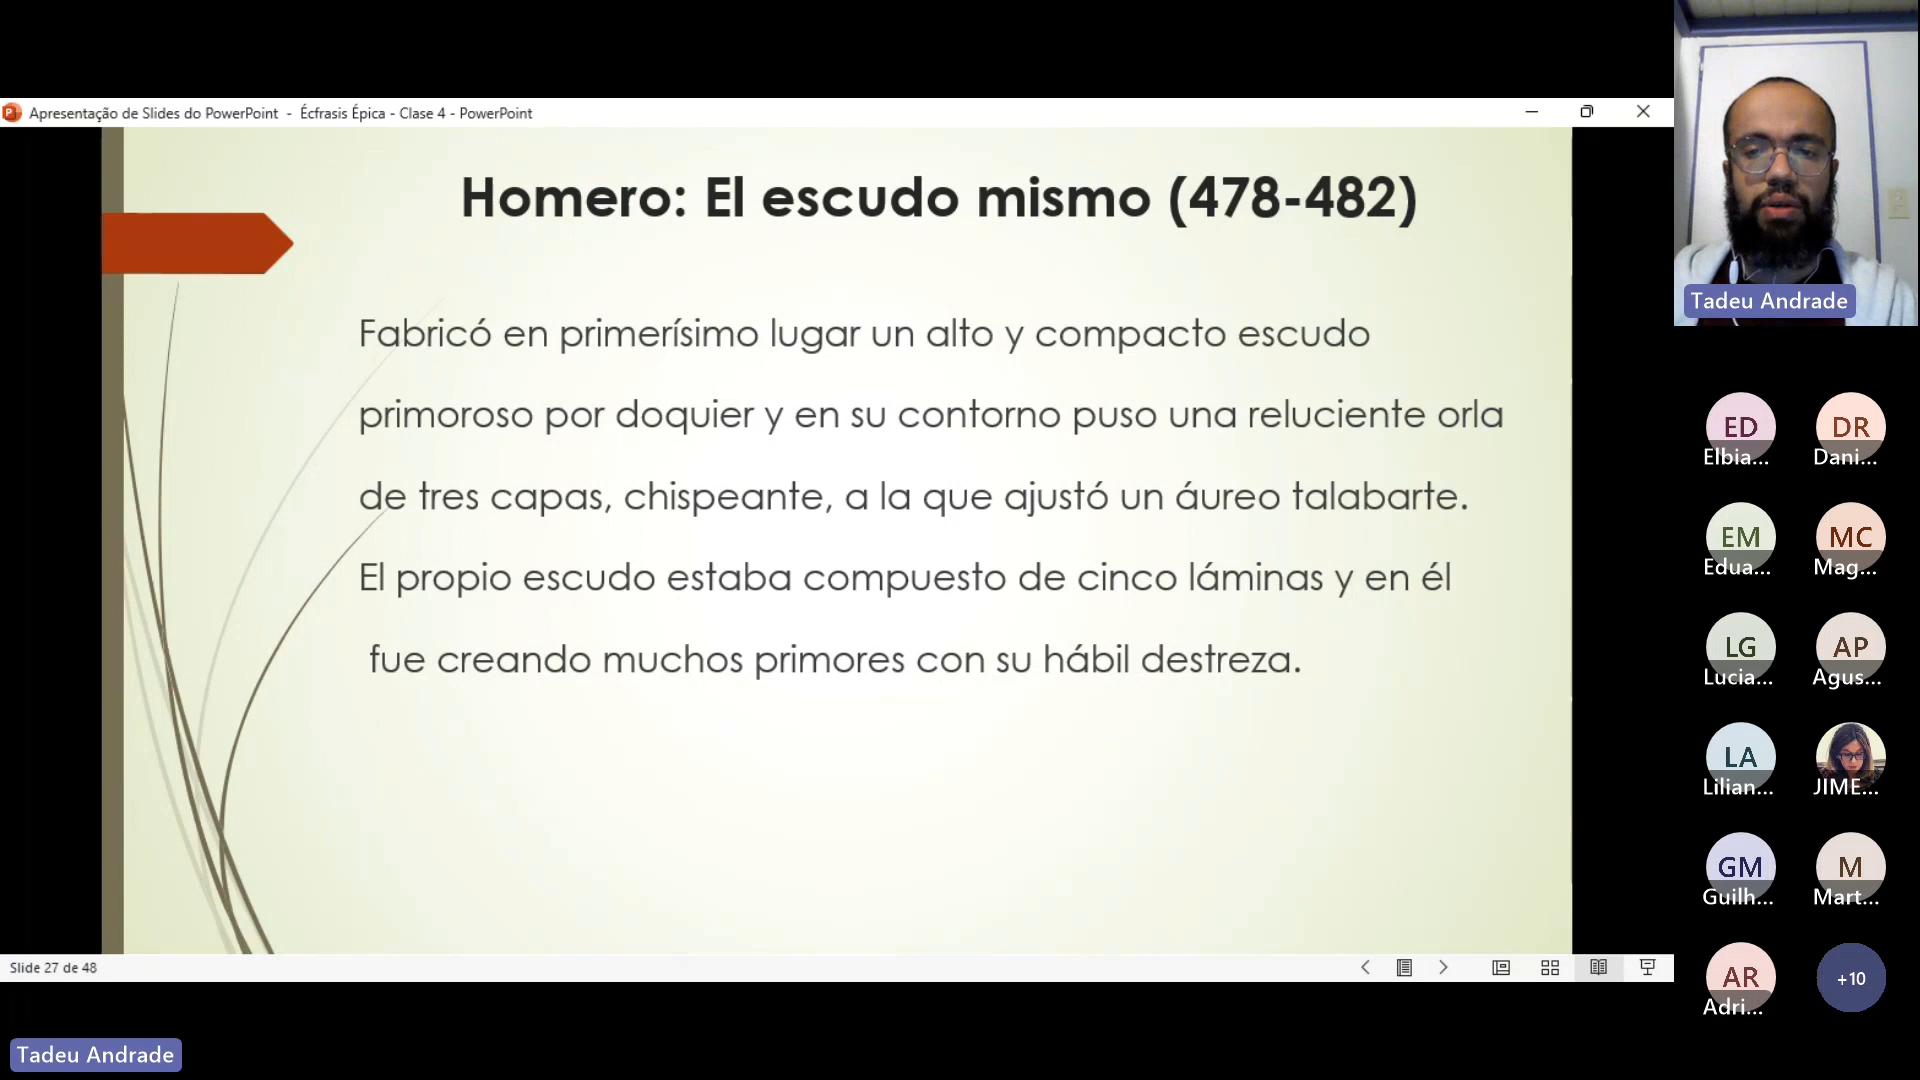 Apresentação de Slides do PowerPoint - Écfrasis Épica - Clase 4 - PowerPoint
Homero: El escudo mismo (478-482)
Fabricó en primerísimo lugar un alto y compacto escudo
primoroso por doquier y en su contorno puso una reluciente orla
de tres capas, chispeante, a la que ajustó un áureo talabarte.
El propio escudo estaba compuesto de cinco láminas y en él
fue creando muchos primores con su hábil destreza.
Slide 27 de 48
Tadeu Andrade
Tadeu Andrade
ED
Elbia...
DR
Dani...
EM
Edua...
MC
Mag...
LG
Lucia...
AP
Agus...
LA
Lilian...
JIME...
GM
Guilh...
M
Mart...
AR
Adri...
+10